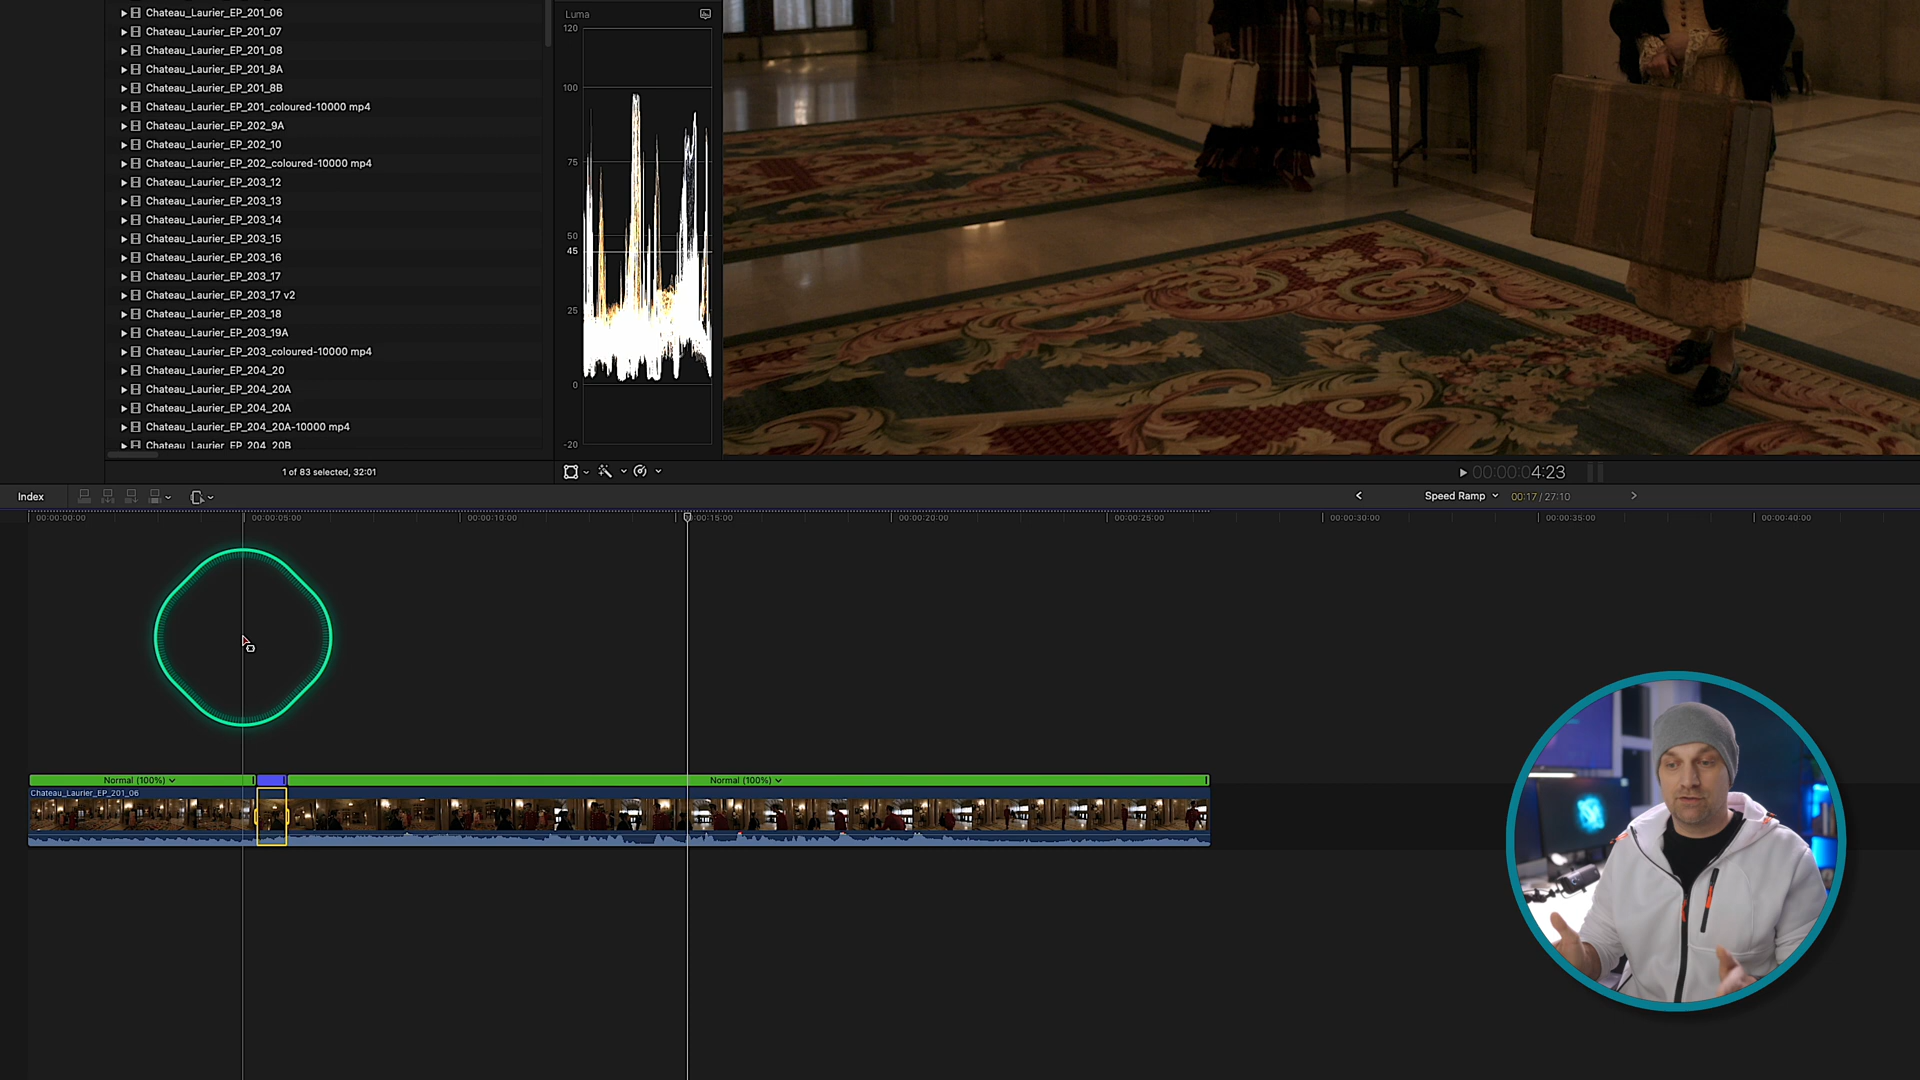 Chateau_Laurier_EP_201_06
Chateau_Laurier_EP_201_07
Chateau_Laurier_EP_201_08
Chateau_Laurier_EP_201_8A
Chateau_Laurier_EP_201_8B
Chateau_Laurier_EP_201_coloured-10000 mp4
Chateau_Laurier_EP_202_9A
Chateau_Laurier_EP_202_10
Chateau_Laurier_EP_202_coloured-10000 mp4
Chateau_Laurier_EP_203_12
Chateau_Laurier_EP_203_13
Chateau_Laurier_EP_203_14
Chateau_Laurier_EP_203_15
Chateau_Laurier_EP_203_16
Chateau_Laurier_EP_203_17
Chateau_Laurier_EP_203_17 v2
Chateau_Laurier_EP_203_18
Chateau_Laurier_EP_203_19A
Chateau_Laurier_EP_203_coloured-10000 mp4
Chateau_Laurier_EP_204_20
Chateau_Laurier_EP_204_20A
Chateau_Laurier_EP_204_20A
Chateau_Laurier_EP_204_20A-10000 mp4
Chateau_Laurier_EP_204_20B
1 of 83 selected, 32:01
Luma
120
100
75
50
45
25
0
-20
00:00:04:23
Index
Speed Ramp
00:17 / 27:10
00:00:00:00
00:00:05:00
00:00:10:00
00:00:15:00
00:00:20:00
00:00:25:00
00:00:30:00
00:00:35:00
00:00:40:00
Normal (100%)
Normal (100%)
Chateau_Laurier_EP_201_06